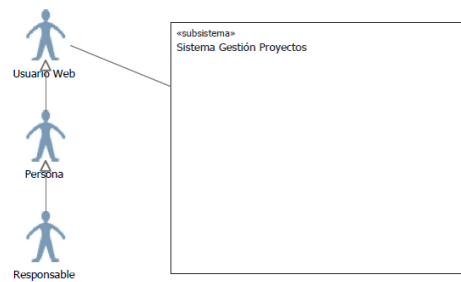 «subsistema»
Sistema Gestión Proyectos
Usuario Web
Persona
Responsable